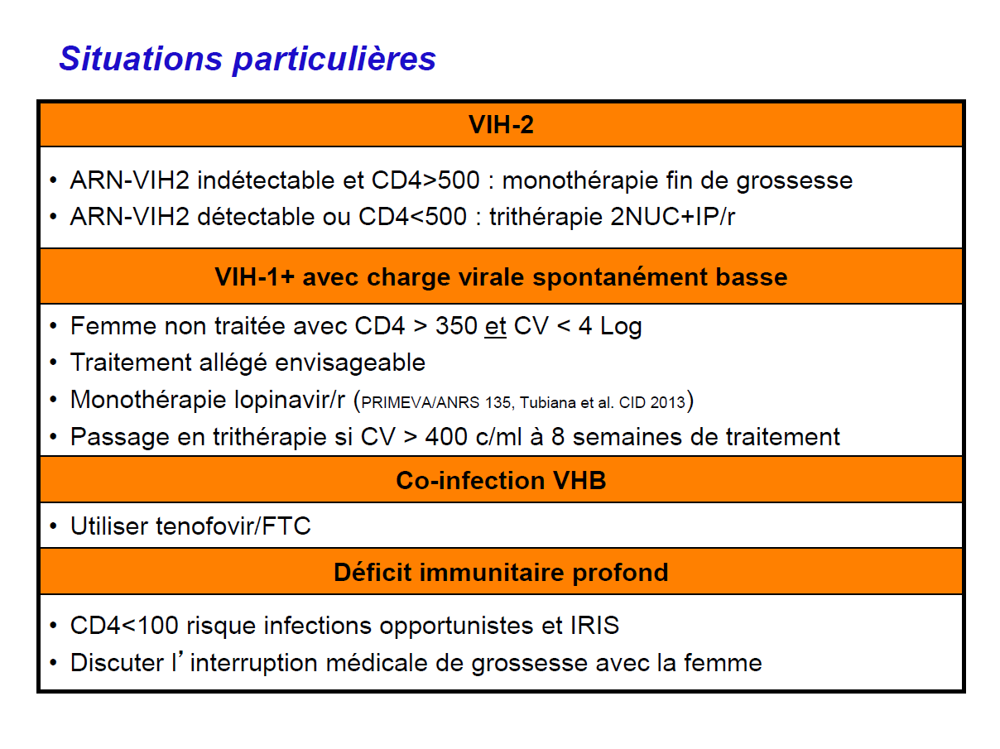 Situations particulières
VIH-2
• ARN-VIH2 indétectable et CD4>500 : monothérapie fin de grossesse
• ARN-VIH2 détectable ou CD4<500 : trithérapie 2NUC+IP/r
VIH-1+ avec charge virale spontanément basse
• Femme non traitée avec CD4 > 350 et CV < 4 Log
• Traitement allégé envisageable
• Monothérapie lopinavir/r (PRIMEVA/ANRS 135, Tubiana et al. CID 2013)
• Passage en trithérapie si CV > 400 c/ml à 8 semaines de traitement
Co-infection VHB
• Utiliser tenofovir/FTC
Déficit immunitaire profond
• CD4<100 risque infections opportunistes et IRIS
• Discuter l’interruption médicale de grossesse avec la femme